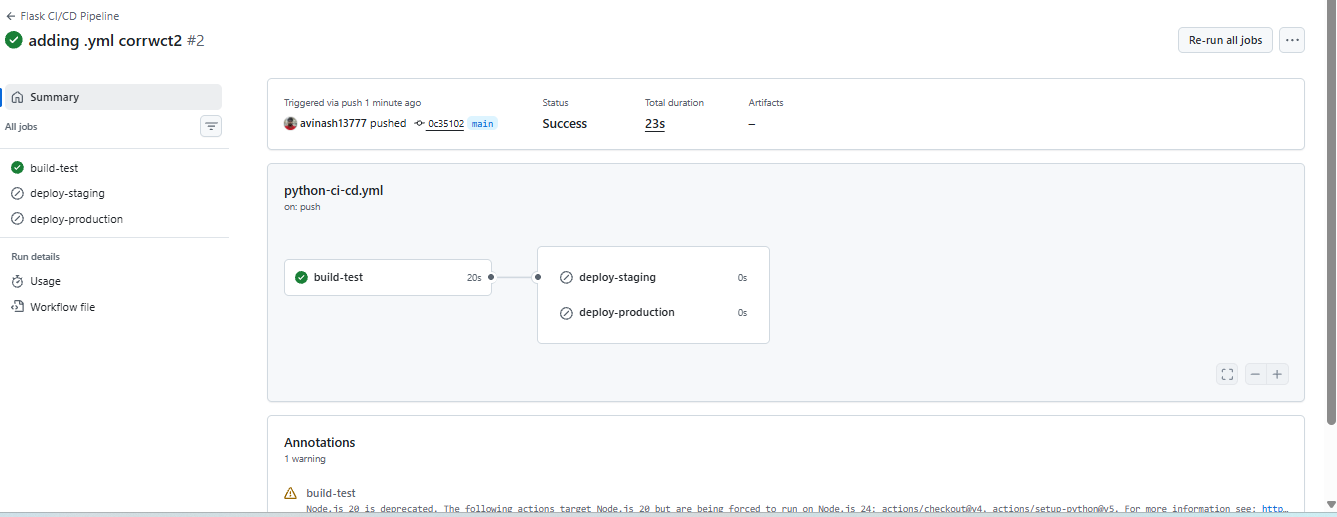 Flask CI/CD Pipeline
adding .yml corrwct2 #2
Re-run all jobs
Summary
All jobs
build-test
deploy-staging
deploy-production
Run details
Usage
Workflow file
Triggered via push 1 minute ago
avinash13777 pushed 0c35102 main
Status
Success
Total duration
23s
Artifacts
–
python-ci-cd.yml
on: push
build-test 20s
deploy-staging 0s
deploy-production 0s
Annotations
1 warning
build-test
Node.js 20 is deprecated. The following actions target Node.js 20 but are being forced to run on Node.js 24: actions/checkout@v4, actions/setup-python@v5. For more information see: http…